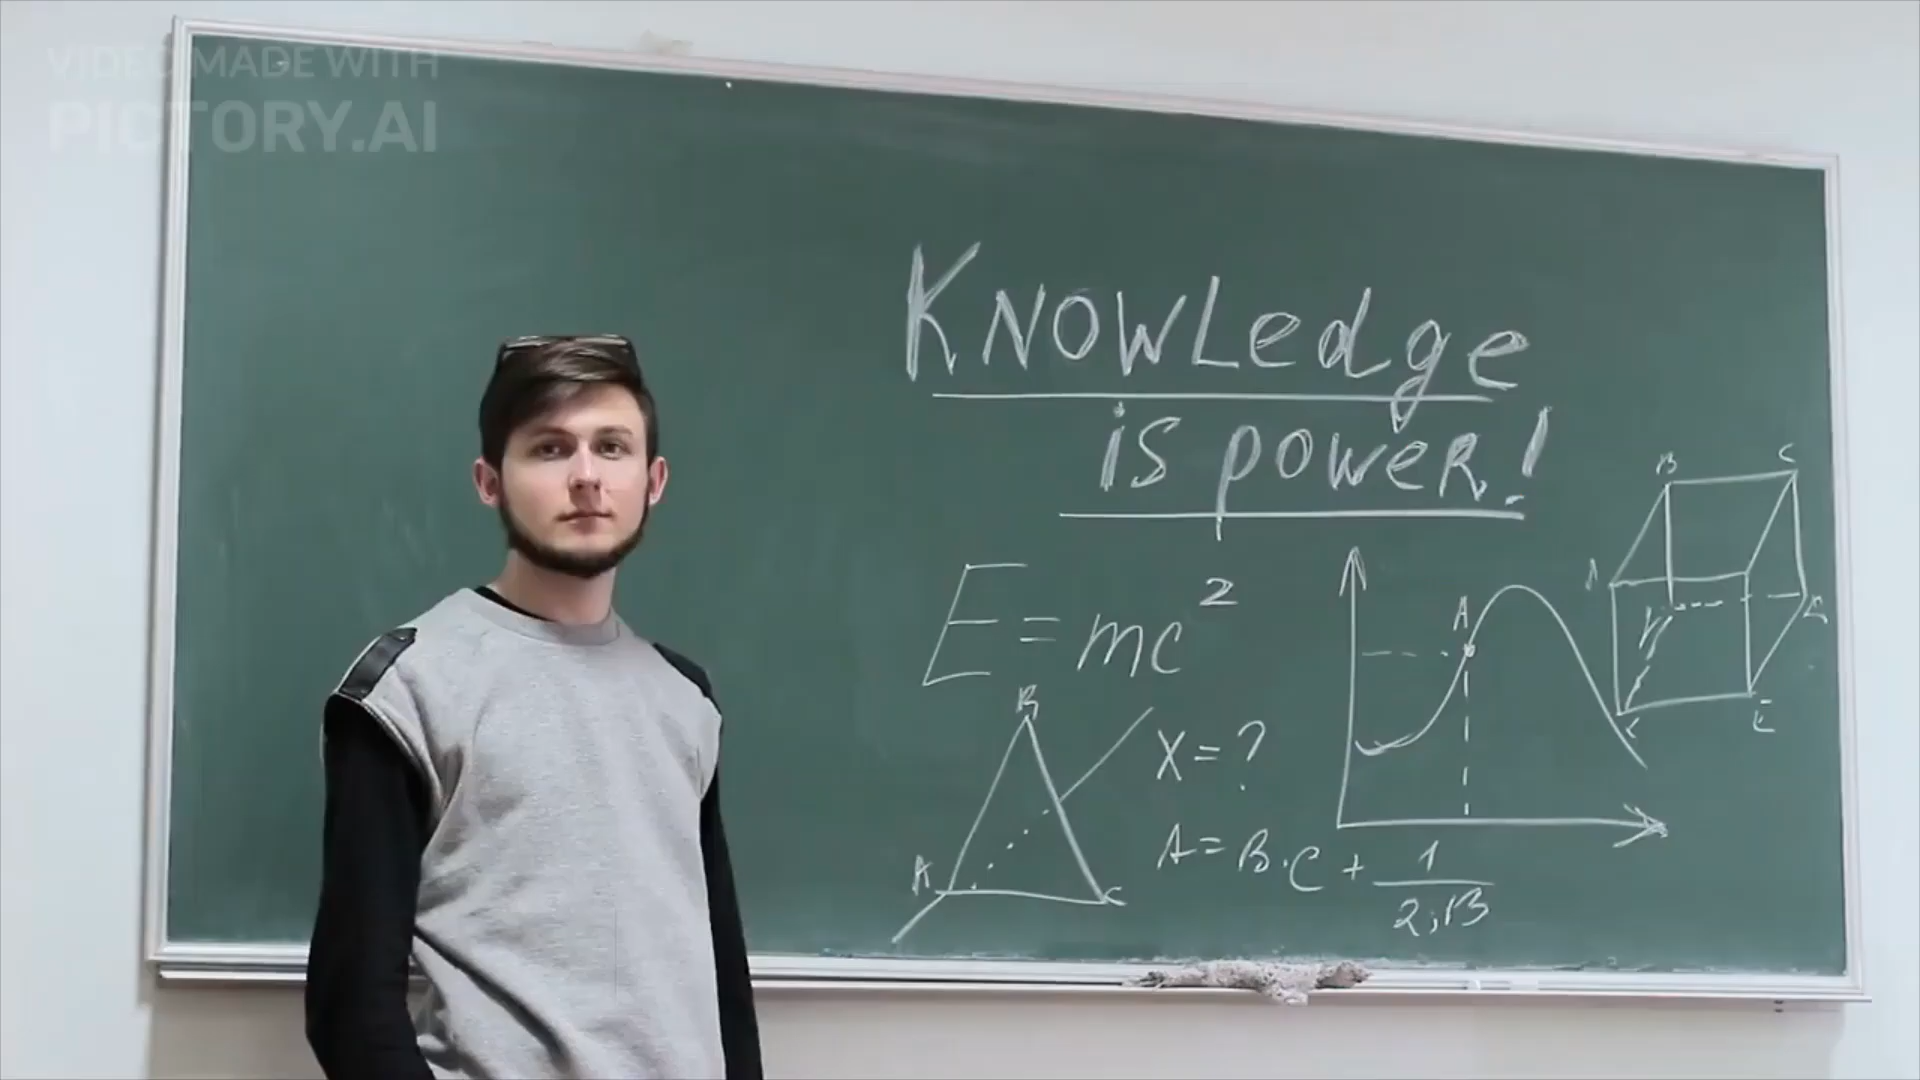 VIDEO MADE WITH
PICTORY.AI
KNOWLedge
is poweR!
E=mc²
B
A
C
X=?
A=B·C+1/2,13
A
B
C
E